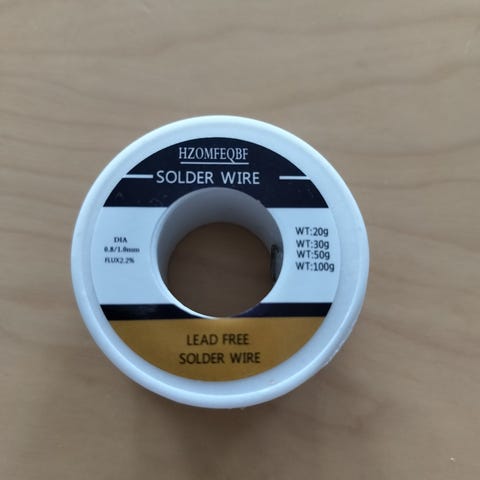 HZOMFEQBF
SOLDER WIRE
DIA
0.8/1.0mm
FLUX2.2%
WT:20g
WT:30g
WT:50g
WT:100g
LEAD FREE
SOLDER WIRE